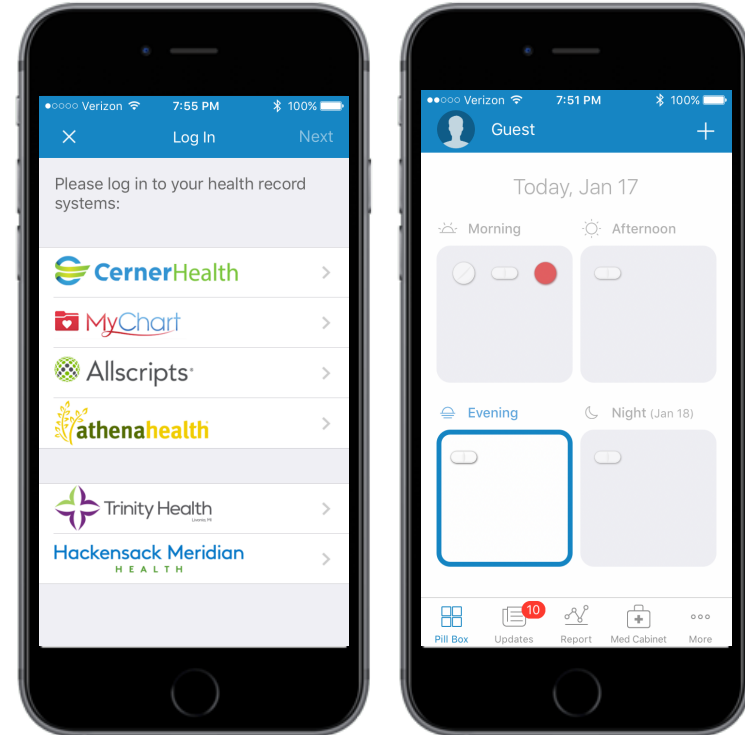 Verizon 7:55 PM 100%
Log In Next
Please log in to your health record
systems:
CernerHealth
MyChart
Allscripts
athenahealth
Trinity Health
Livonia, MI
Hackensack Meridian
HEALTH
Verizon 7:51 PM 100%
Guest
Today, Jan 17
Morning Afternoon
Evening Night (Jan 18)
10
Pill Box Updates Report Med Cabinet More